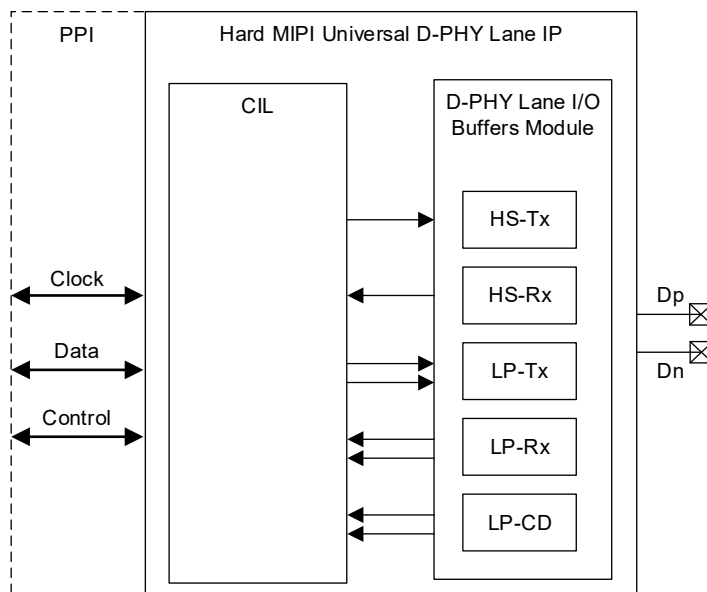 PPI
Hard MIPI Universal D-PHY Lane IP
CIL
D-PHY Lane I/O
Buffers Module
HS-Tx
HS-Rx
LP-Tx
LP-Rx
LP-CD
Clock
Data
Control
Dp
Dn